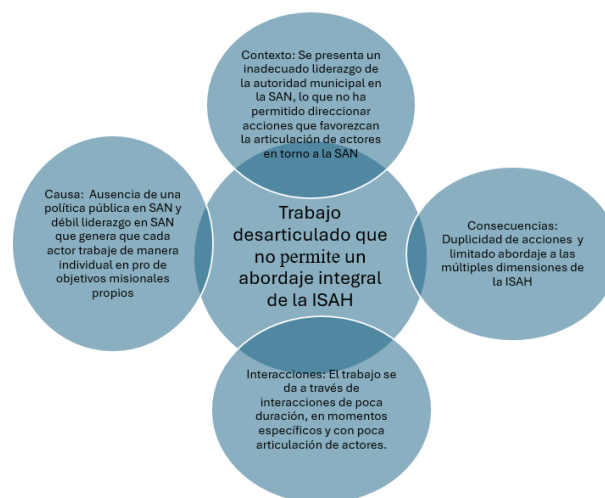 Contexto: Se presenta un
inadecuado liderazgo de
la autoridad municipal en
la SAN, lo que no ha
permitido direccionar
acciones que favorezcan
la articulación de actores
en torno a la SAN
Causa:  Ausencia de una
política pública en SAN y
débil liderazgo en SAN
que genera que cada
actor trabaje de manera
individual en pro de
objetivos misionales
propios
Trabajo
desarticulado que
no permite un
abordaje integral
de la ISAH
Consecuencias:
Duplicidad de acciones  y
limitado abordaje a las
múltiples dimensiones de
la ISAH
Interacciones: El trabajo se
da a través de
interacciones de poca
duración, en momentos
específicos y con poca
articulación de actores.